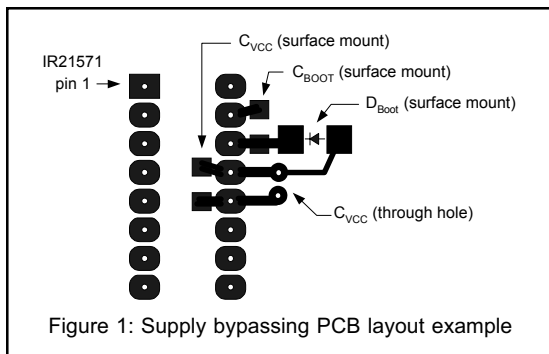 C_VCC (surface mount)
IR21571
pin 1
C_BOOT (surface mount)
D_Boot (surface mount)
C_VCC (through hole)
Figure 1: Supply bypassing PCB layout example